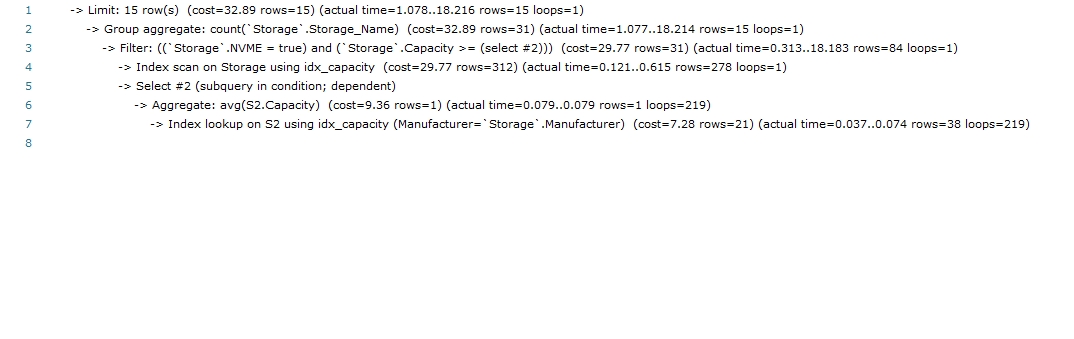 1 -> Limit: 15 row(s)  (cost=32.89 rows=15) (actual time=1.078..18.216 rows=15 loops=1)
2 -> Group aggregate: count(`Storage`.Storage_Name)  (cost=32.89 rows=31) (actual time=1.077..18.214 rows=15 loops=1)
3 -> Filter: ((`Storage`.NVME = true) and (`Storage`.Capacity >= (select #2)))  (cost=29.77 rows=31) (actual time=0.313..18.183 rows=84 loops=1)
4 -> Index scan on Storage using idx_capacity  (cost=29.77 rows=312) (actual time=0.121..0.615 rows=278 loops=1)
5 -> Select #2 (subquery in condition; dependent)
6 -> Aggregate: avg(S2.Capacity)  (cost=9.36 rows=1) (actual time=0.079..0.079 rows=1 loops=219)
7 -> Index lookup on S2 using idx_capacity (Manufacturer=`Storage`.Manufacturer)  (cost=7.28 rows=21) (actual time=0.037..0.074 rows=38 loops=219)
8